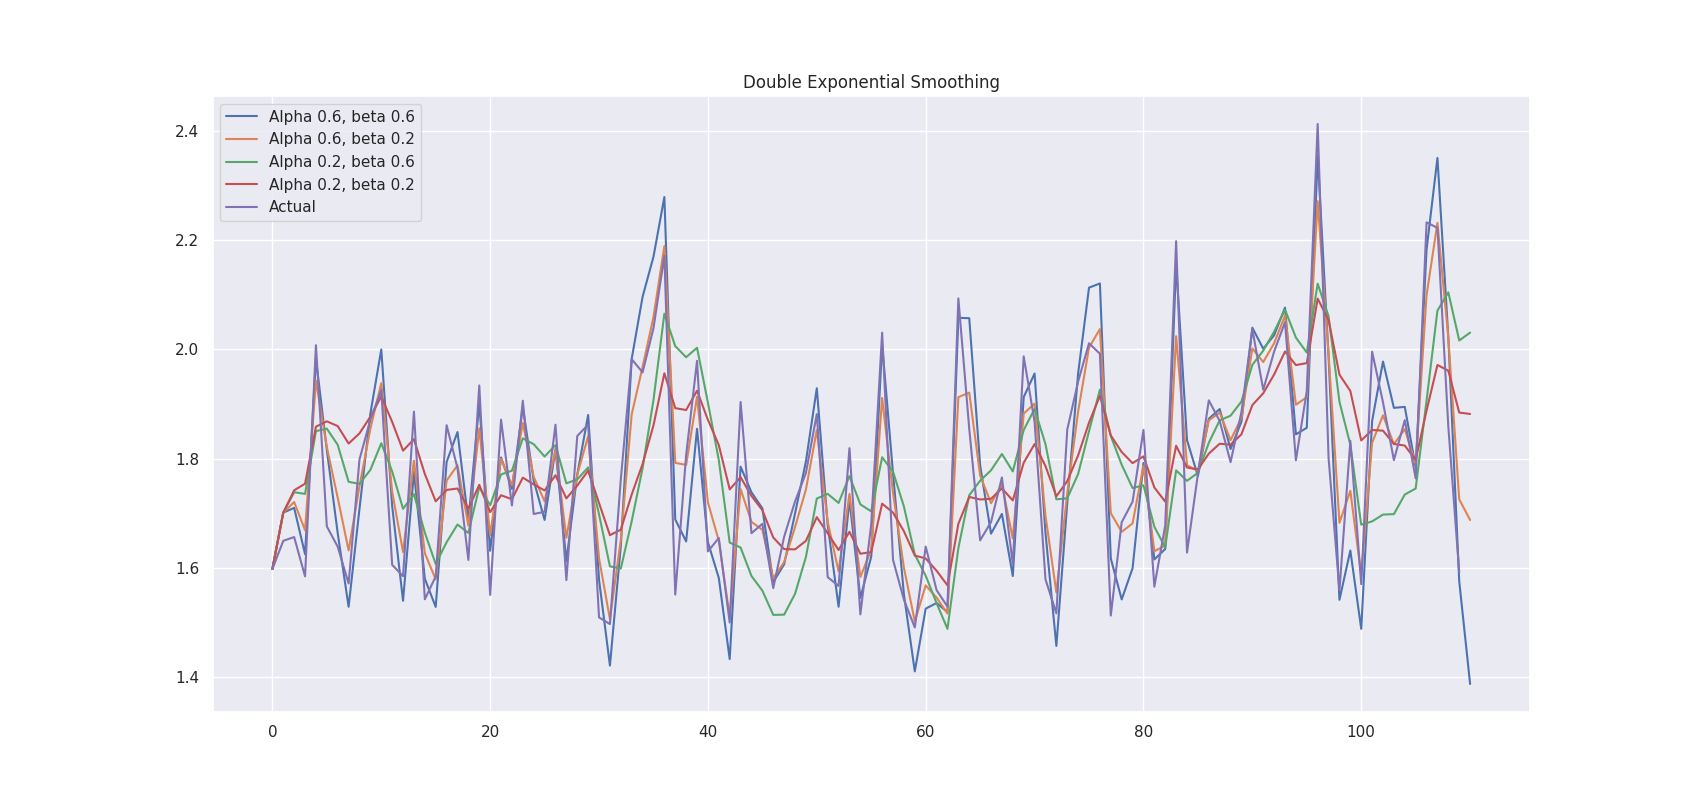 Double Exponential Smoothing
Alpha 0.6, beta 0.6
Alpha 0.6, beta 0.2
Alpha 0.2, beta 0.6
Alpha 0.2, beta 0.2
Actual
2.4
2.2
2.0
1.8
1.6
1.4
0 20 40 60 80 100